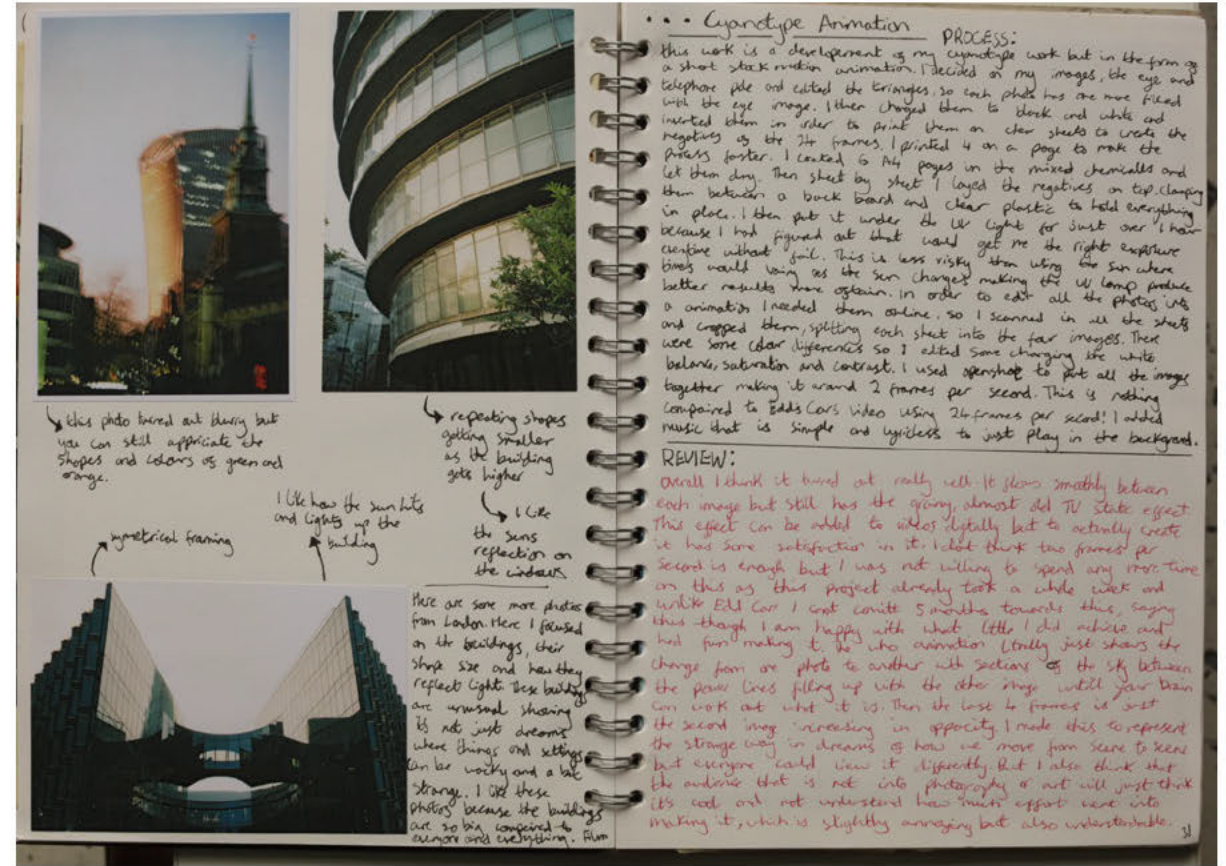 this photo turned out blurry but
you can still appriciate the
shapes and colours of green and
orange.
repeating shapes
getting smaller
as the building
gets higher
I like
the suns
reflection on
the windows
symetrical framing
I like how the sun hits
and lights up the
building
Here are some more photos
from London. Here I focused
on the buildings, their
shape size and how they
reflect light. These buildings
are unusual showing
its not just dreams
where things and settings
can be wacky and a bit
strange. I like these
photos because the buildings
are so big compaired to
everyone and everything. Film
... Cyanotype Animation PROCESS:
this work is a developement of my cyanotype work but in the form of
a short stock motion animation. I decided on my images, the eye and
telephone pole and edited the triangles, so each photo has one more filled
with the eye image. I then changed them to black and white and
inverted them in order to print them on clear sheets to create the
negatives as the 24 frames. I printed 4 on a page to make the
process faster. I coated 6 A4 pages in the mixed chemicalls and
let them dry. Then sheet by sheet I layed the negatives on top, clamping
them between a back board and clear plastic to hold everything
in place. I then put it under the UV light for just over 1 hour
because I had figured out that would get me the right exposure
everytime without fail. This is less risky than using the sun where
times would vary as the sun changes making the UV lamp produce
better results more often. In order to edit all the photos into
a animation I needed them online. so I scanned in all the sheets
and cropped them, splitting each sheet into the four images. There
were some colour differences so I edited some changing the white
balance, saturation and contrast. I used openshot to put all the images
together making it around 2 frames per second. This is nothing
compaired to Edds Cars video using 24 frames per second! I added
music that is simple and lyricless to just play in the background.
REVIEW:
overall I think it turned out really well. It flows smoothly between
each image but still has the grainy, almost old TV static effect.
This effect can be added to videos digitally but to actually create
it has some satisfaction in it. I dont think two frames per
second is enough but I was not willing to spend any more time
on this as this project already took a whole week and
unlike Edd Carr I cant comitt 5 months towards this, saying
this though I am happy with what little I did achieve and
had fun making it. The who animation litrally just shows the
change from one photo to another with sections of the sky between
the power lines filling up with the other image untill your brain
can work out what it is. Then the last 4 frames is just
the second image increasing in oppocity. I made this to represent
the strange way in dreams of how we move from scene to scene
but everyone could view it differently. But I also think that
the audience that is not into photography or art will just think
its cool and not understand how much effort went into
making it, which is slightly annoying but also understandable.